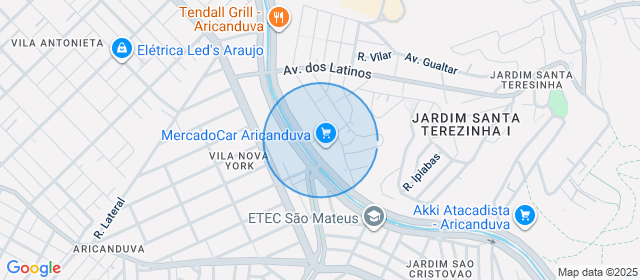 Tendall Grill -
Aricanduva
VILA ANTONIETA
Elétrica Led's Araujo
R. Vilar
Av. Gualtar
Av. dos Latinos
JARDIM SANTA
TERESINHA
JARDIM SANTA
TEREZINHA I
MercadoCar Aricanduva
VILA NOVA
YORK
R. Ipiabas
R. Lateral
ETEC São Mateus
Akki Atacadista
- Aricanduva
ARICANDUVA
JARDIM SAO
CRISTOVAO
Google
Map data ©2025